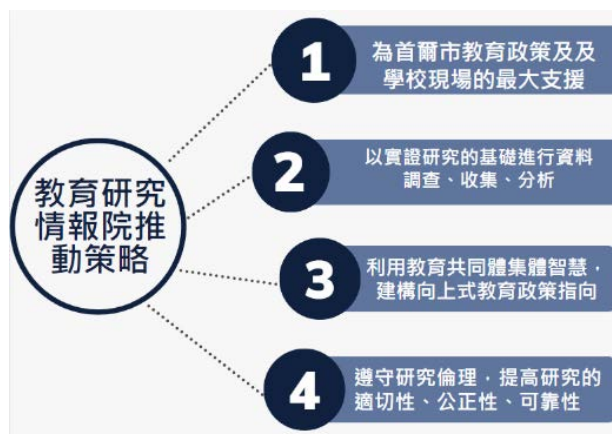 教育研究
情報院推
動策略
1
為首爾市教育政策及及
學校現場的最大支援
2
以實證研究的基礎進行資料
調查、收集、分析
3
利用教育共同體集體智慧，
建構向上式教育政策指向
4
遵守研究倫理，提高研究的
適切性、公正性、可靠性